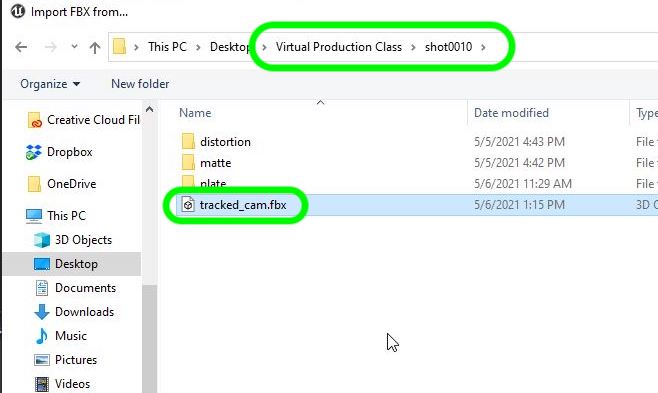 Import FBX from...
This PC > Desktop > Virtual Production Class > shot0010 >
Organize New folder
Name Date modified Type
Creative Cloud Fil
Dropbox
OneDrive
This PC
3D Objects
Desktop
Documents
Downloads
Music
Pictures
Videos
distortion 5/5/2021 4:43 PM File
matte 5/5/2021 4:42 PM File
plate 5/6/2021 11:29 AM File
tracked_cam.fbx 5/6/2021 1:15 PM 3D O